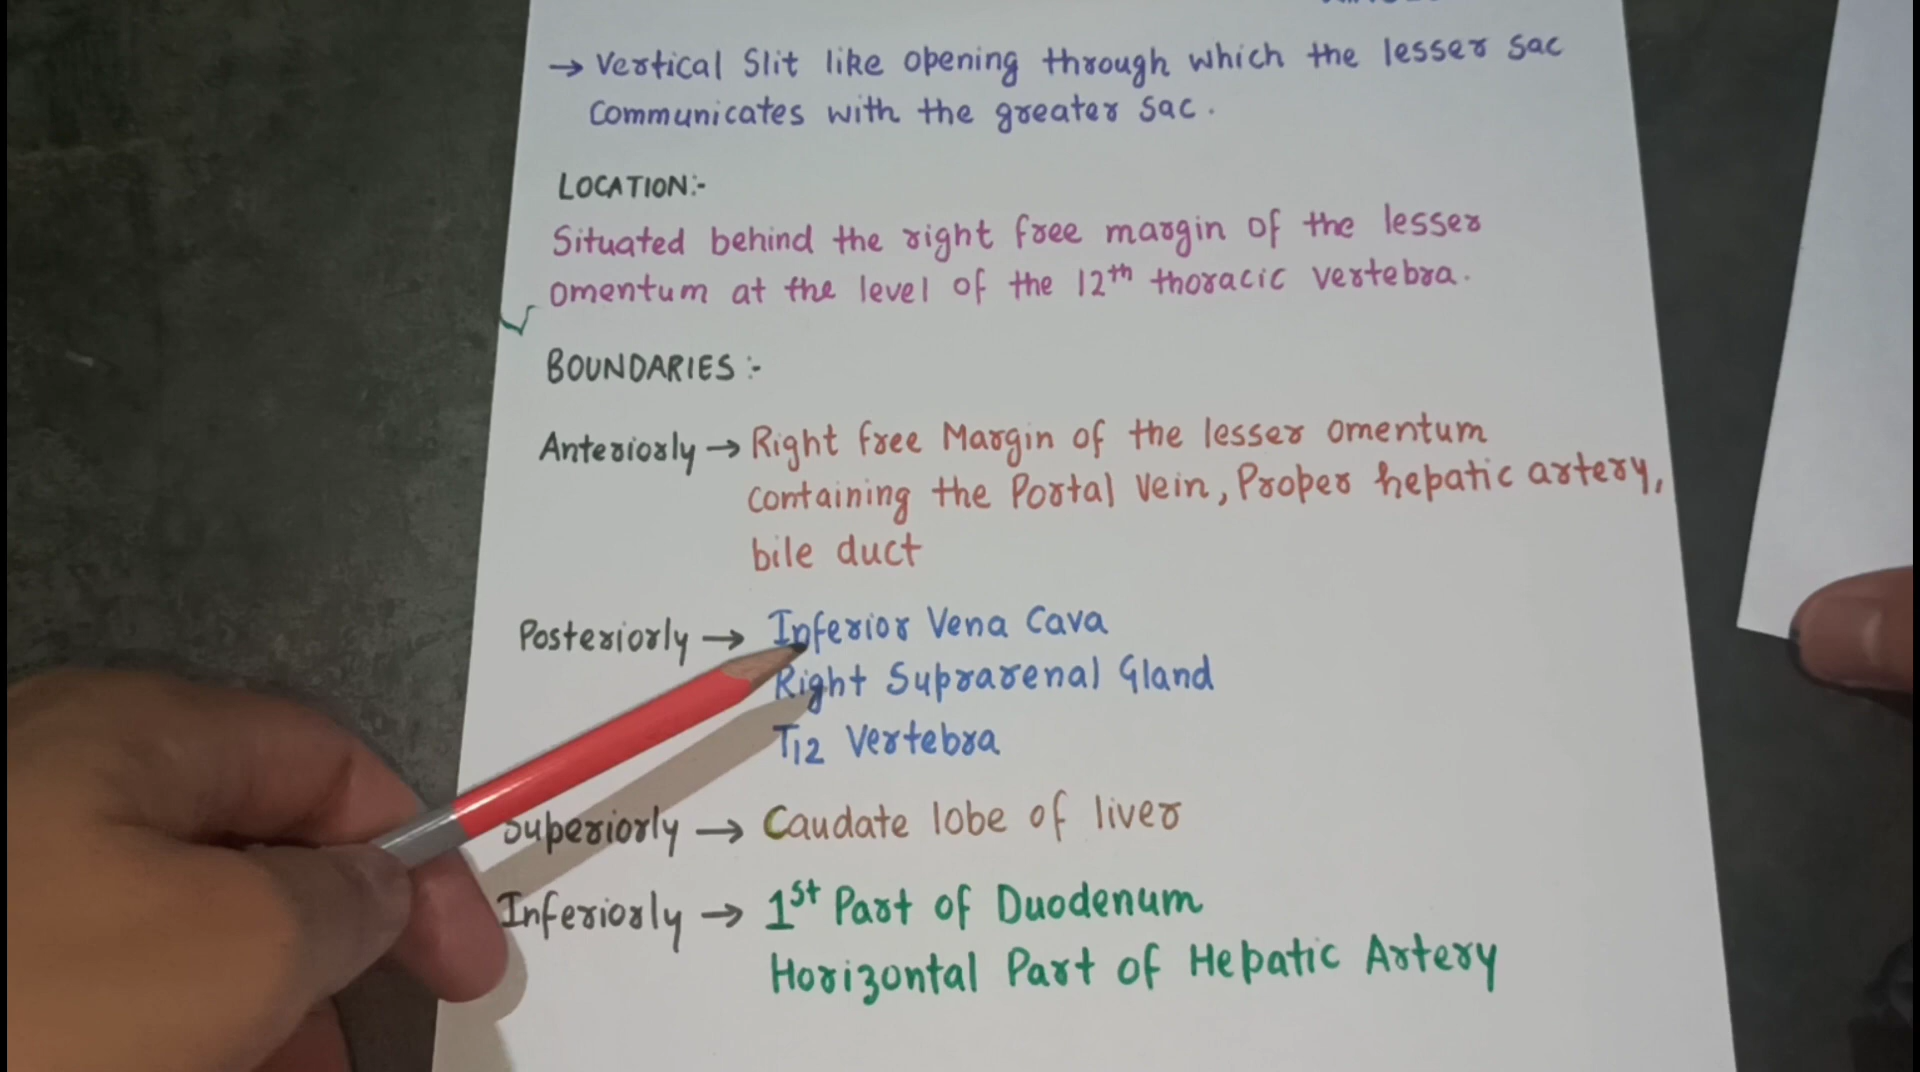 → Vertical Slit like opening through which the lesser sac
Communicates with the greater sac.
LOCATION:-
Situated behind the right free margin of the lesser
omentum at the level of the 12th thoracic vertebra.
BOUNDARIES :-
Anteriorly → Right free Margin of the lesser omentum
containing the Portal vein, Proper hepatic artery,
bile duct
Posteriorly → Inferior Vena Cava
Right Suprarenal Gland
T12 Vertebra
Superiorly → Caudate lobe of liver
Inferiorly → 1st Part of Duodenum
Horizontal Part of Hepatic Artery